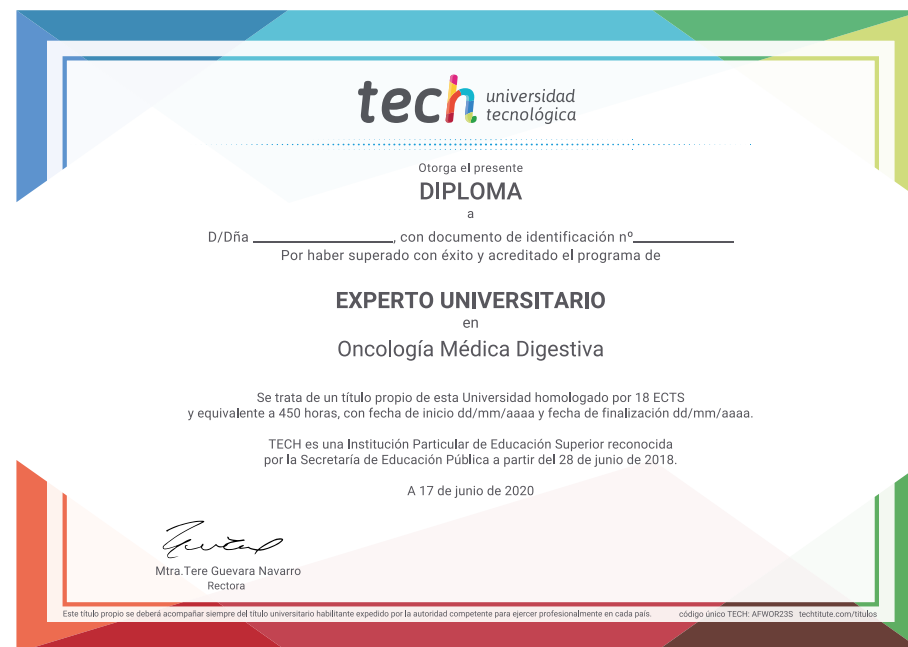 tech universidad
tecnológica
Otorga el presente
DIPLOMA
a
D/Dña ____________________, con documento de identificación nº______________
Por haber superado con éxito y acreditado el programa de
EXPERTO UNIVERSITARIO
en
Oncología Médica Digestiva
Se trata de un título propio de esta Universidad homologado por 18 ECTS
y equivalente a 450 horas, con fecha de inicio dd/mm/aaaa y fecha de finalización dd/mm/aaaa.
TECH es una Institución Particular de Educación Superior reconocida
por la Secretaría de Educación Pública a partir del 28 de junio de 2018.
A 17 de junio de 2020
Mtra.Tere Guevara Navarro
Rectora
Este título propio se deberá acompañar siempre del título universitario habilitante expedido por la autoridad competente para ejercer profesionalmente en cada país. código único TECH: AFWOR23S techtitute.com/títulos